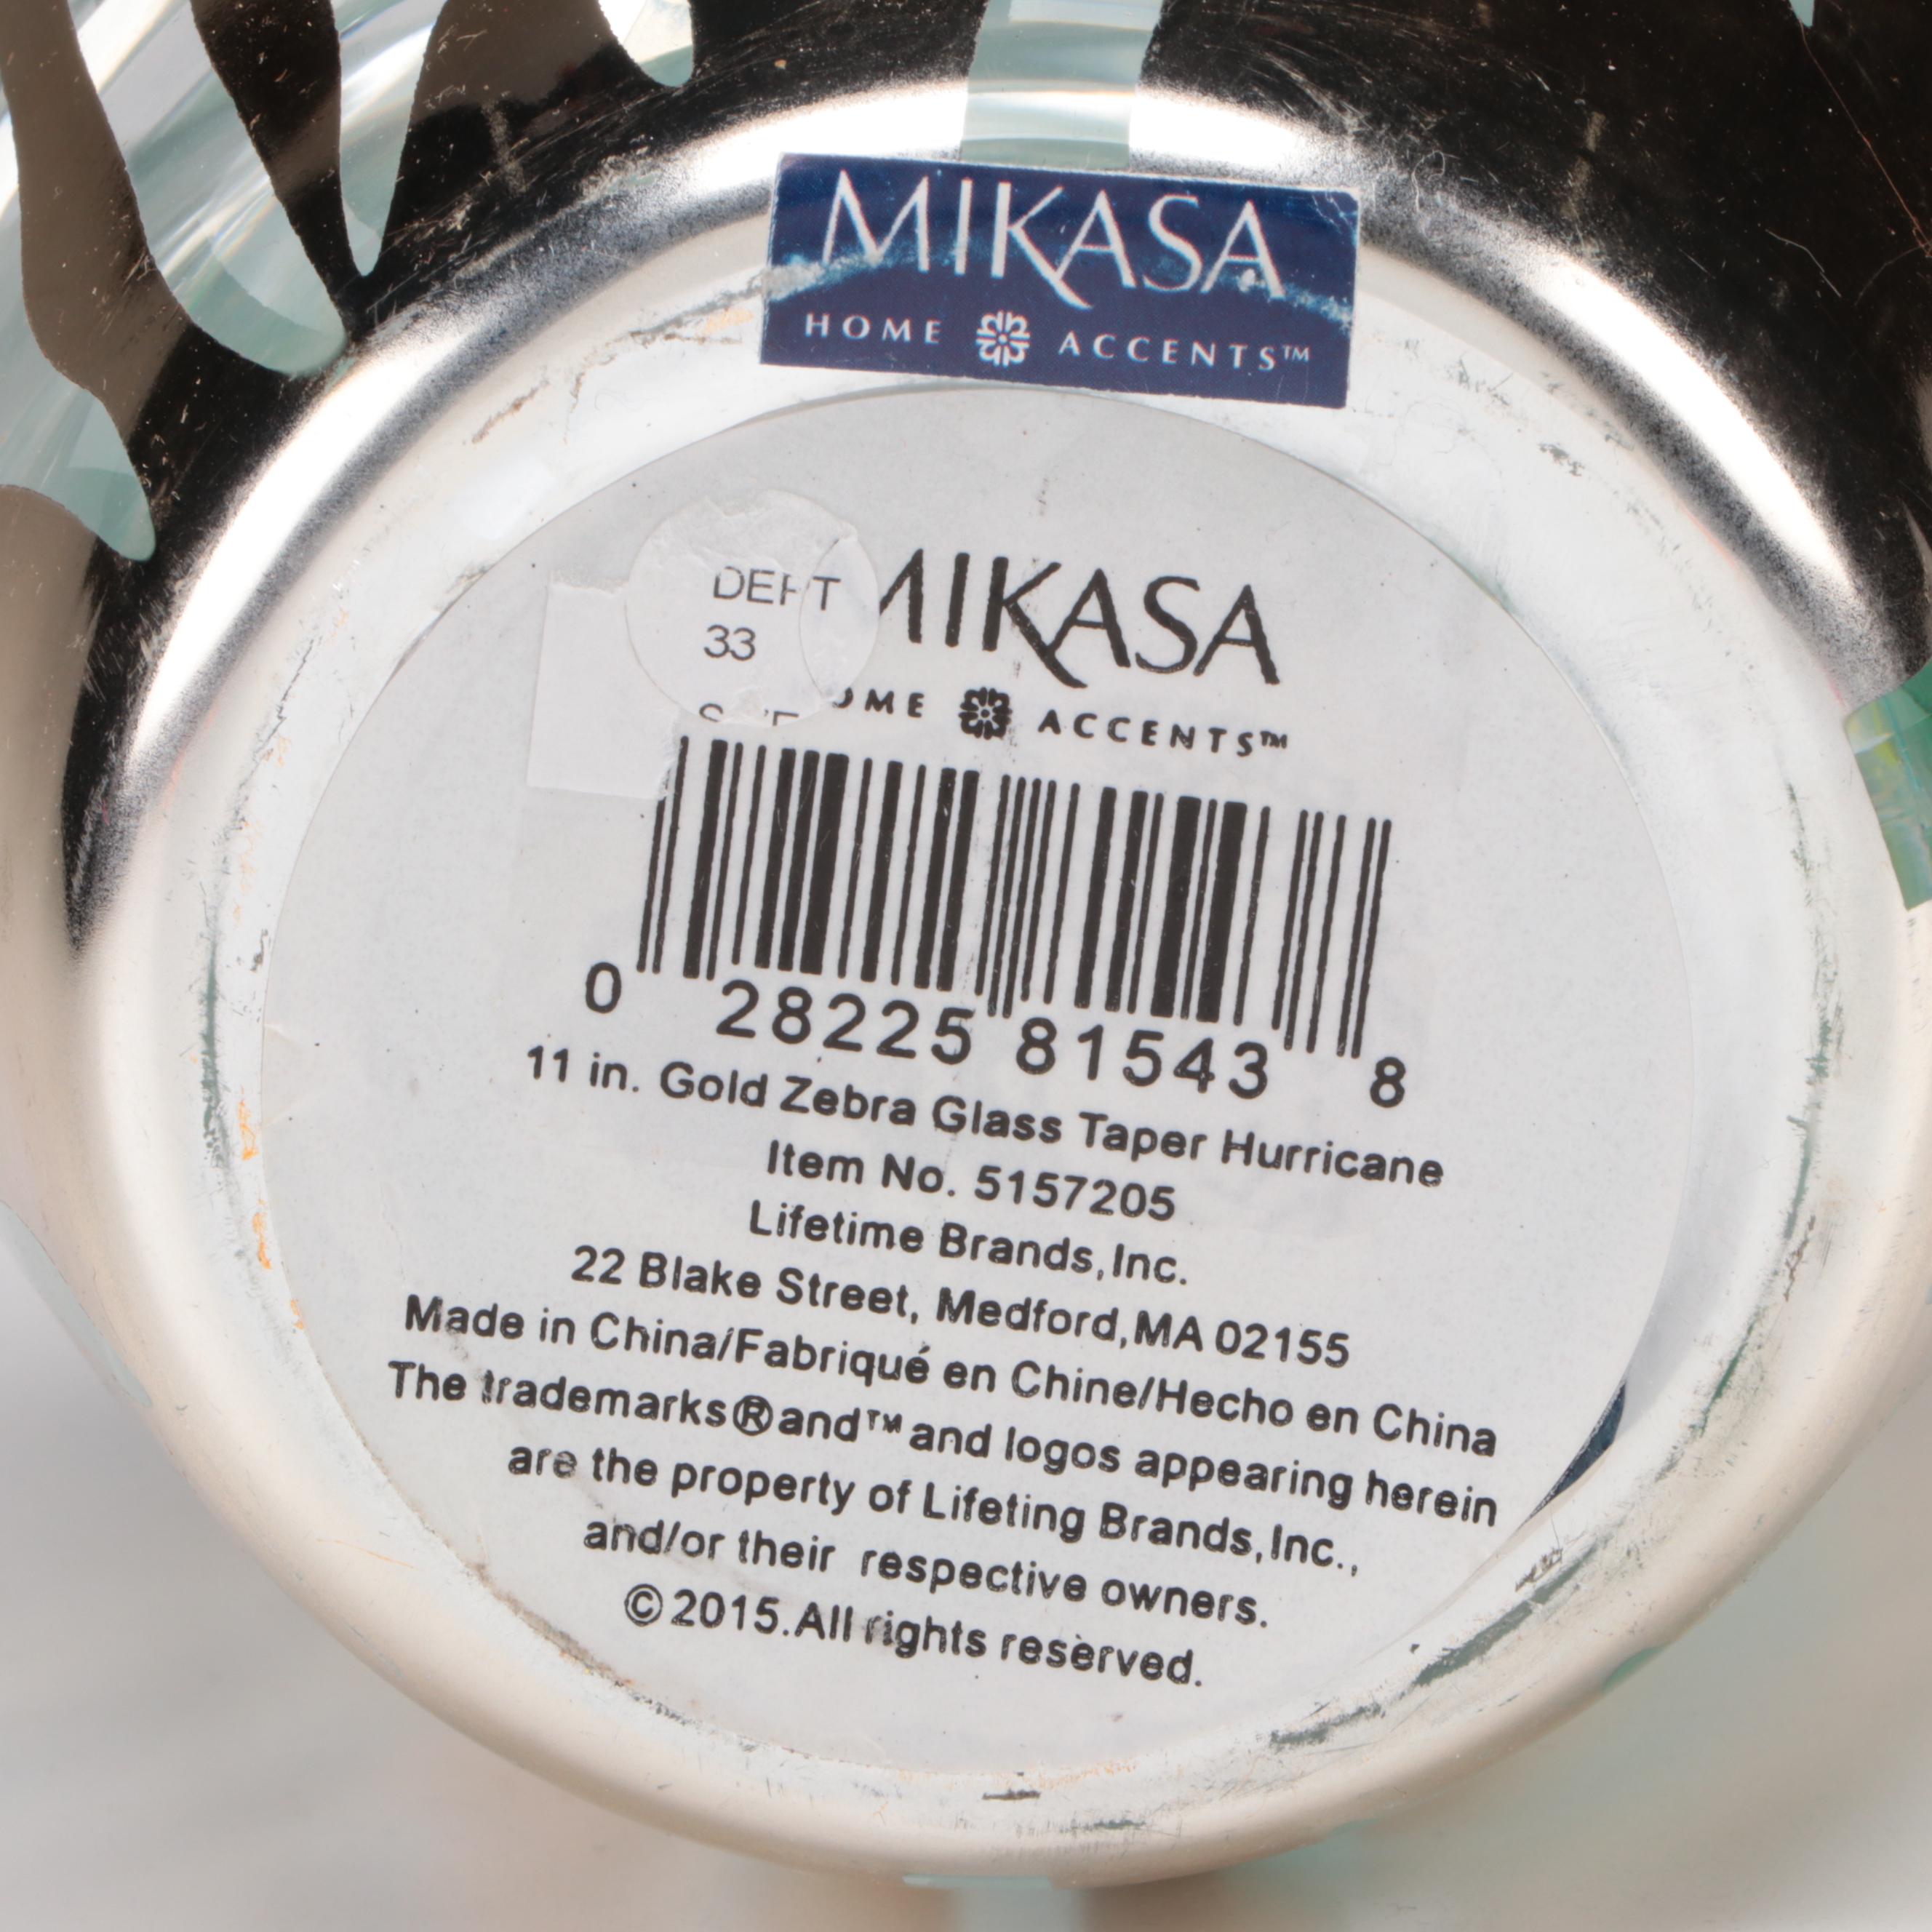 MIKASA
HOME ACCENTS™
DEPT
33
MIKASA
ACCENTS™
0 28225 81543 8
11 in. Gold Zebra Glass Taper Hurricane
Item No. 5157205
Lifetime Brands,Inc.
22 Blake Street, Medford,MA 02155
Made in China/Fabriqué en Chine/Hecho en China
The trademarks®and™and logos appearing herein
are the property of Lifeting Brands,Inc.,
and/or their respective owners.
©2015.All rights reserved.